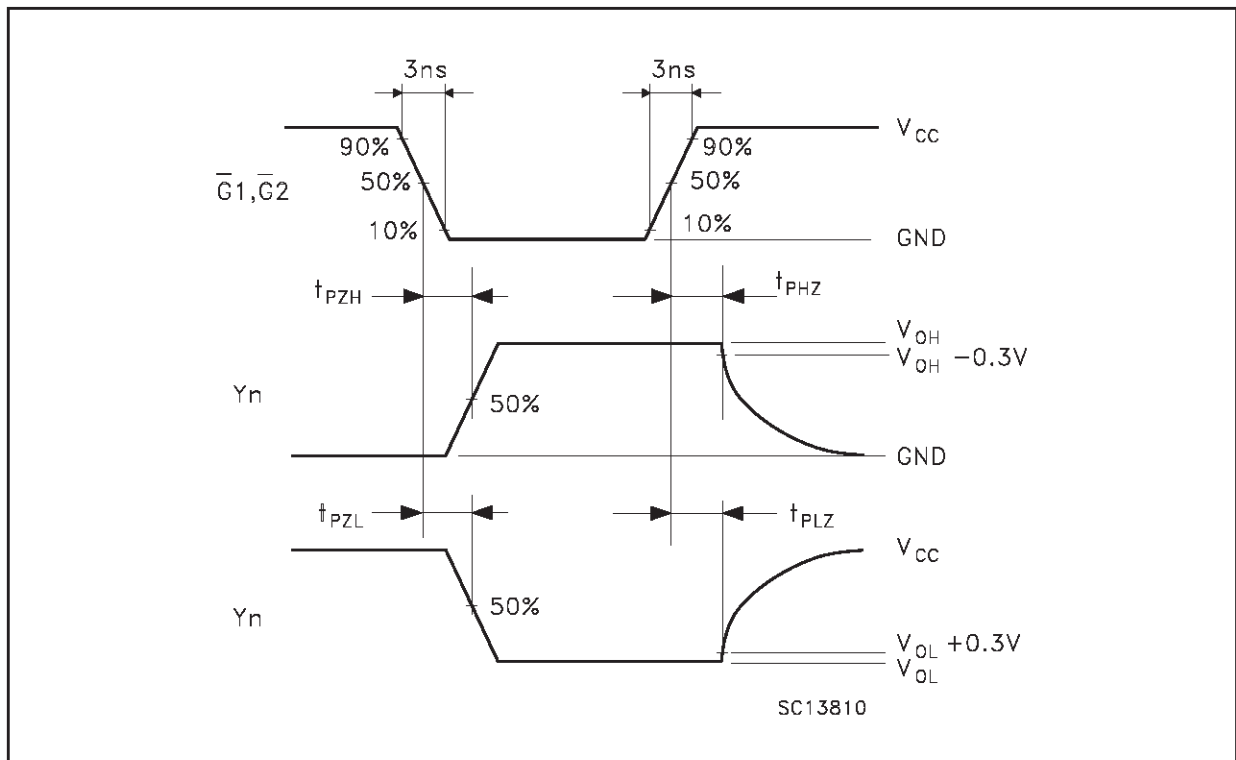 3ns 3ns
V_CC
90% 90%
G̅1,G̅2 50% 50%
10% 10%
GND
t_PZH t_PHZ
V_OH
V_OH −0.3V
Yn 50%
GND
t_PZL t_PLZ
V_CC
Yn 50%
V_OL +0.3V
V_OL
SC13810